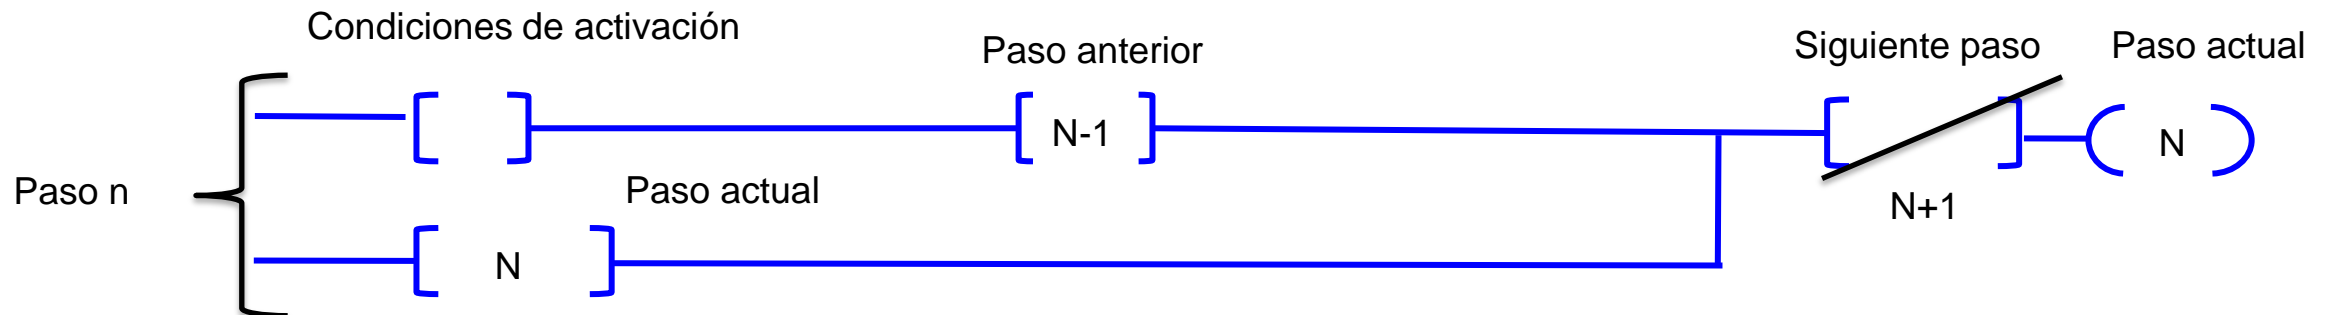 Condiciones de activación
Paso anterior
Siguiente paso
Paso actual
N-1
N
Paso n
Paso actual
N+1
N